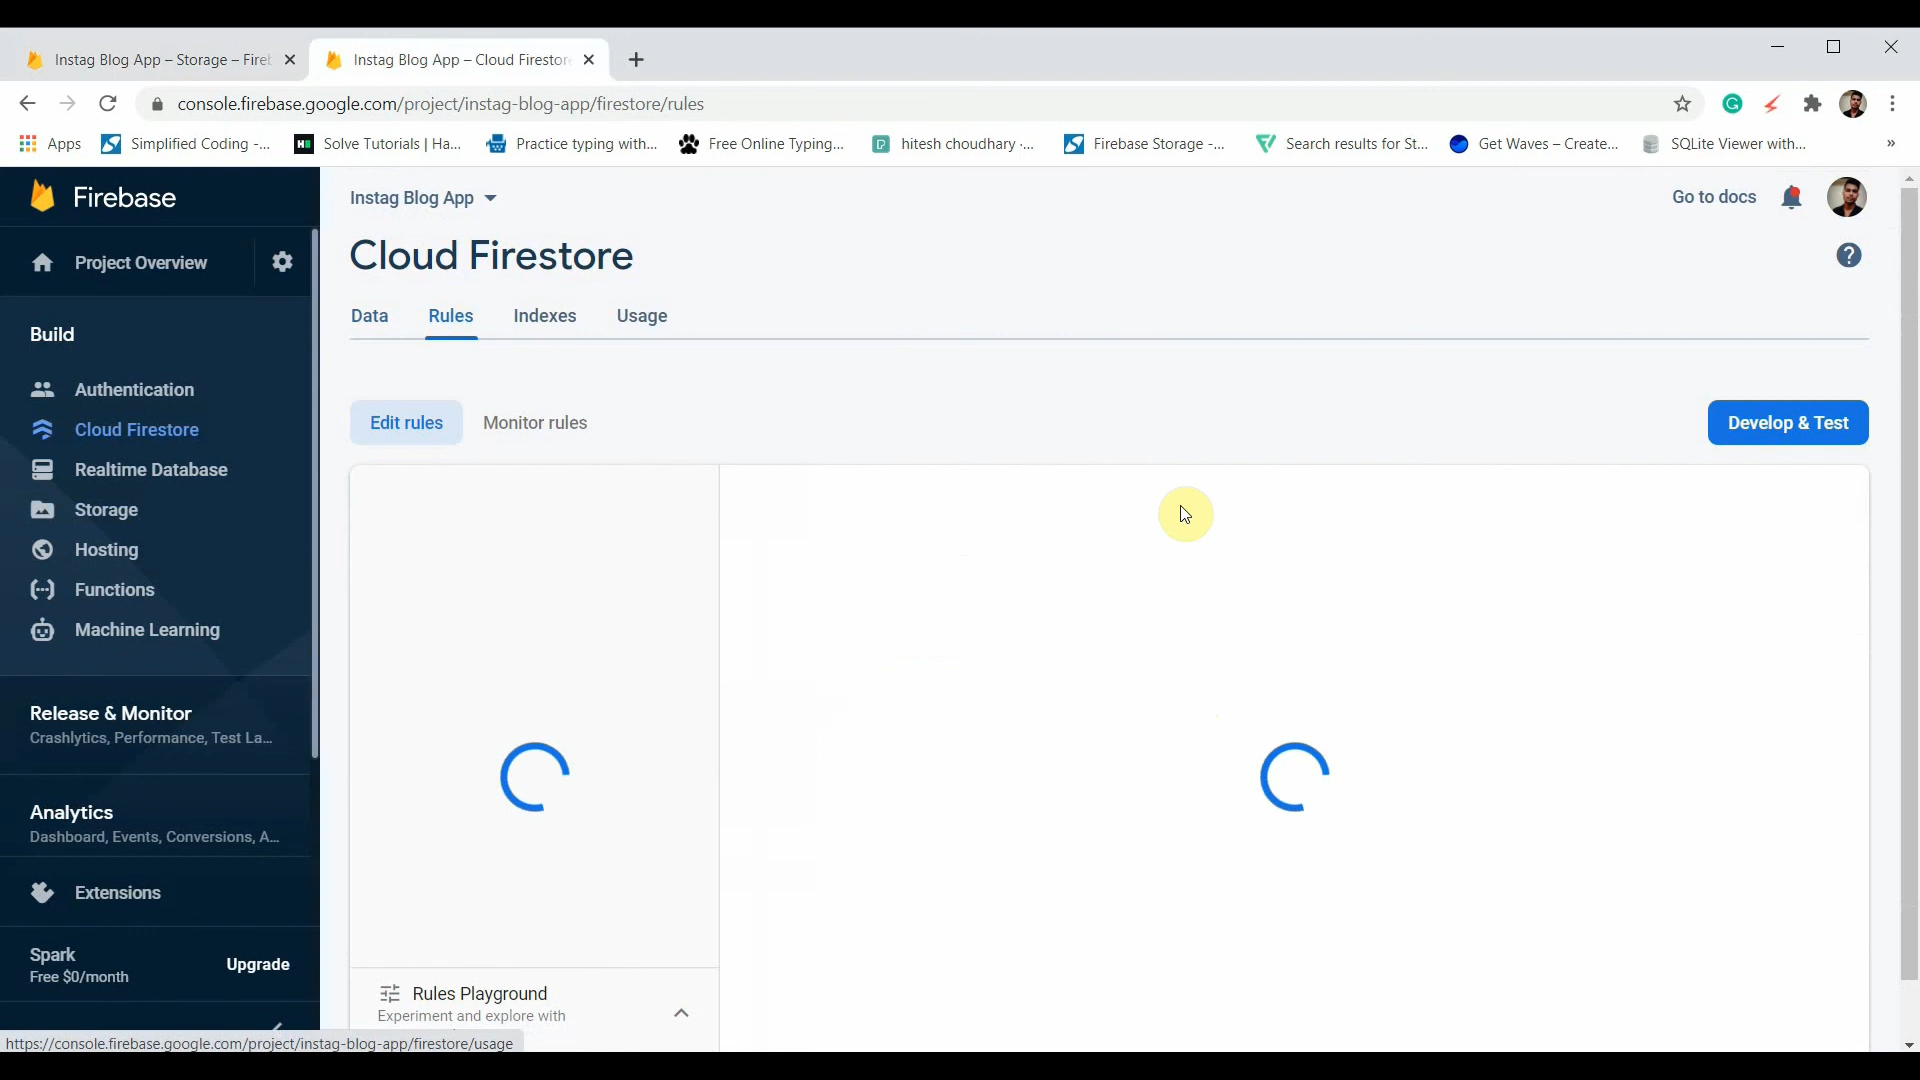 Instag Blog App – Storage – Fireb
Instag Blog App – Cloud Firestore
console.firebase.google.com/project/instag-blog-app/firestore/rules
Apps
Simplified Coding -...
Solve Tutorials | Ha...
Practice typing with...
Free Online Typing...
hitesh choudhary -...
Firebase Storage -...
Search results for St...
Get Waves – Create...
SQLite Viewer with...
»
Firebase
Instag Blog App
Go to docs
Project Overview
Cloud Firestore
?
Data
Rules
Indexes
Usage
Build
Authentication
Cloud Firestore
Realtime Database
Storage
Hosting
Functions
Machine Learning
Edit rules
Monitor rules
Develop & Test
Release & Monitor
Crashlytics, Performance, Test La...
Analytics
Dashboard, Events, Conversions, A...
Extensions
Spark
Free $0/month
Upgrade
Rules Playground
Experiment and explore with
https://console.firebase.google.com/project/instag-blog-app/firestore/usage